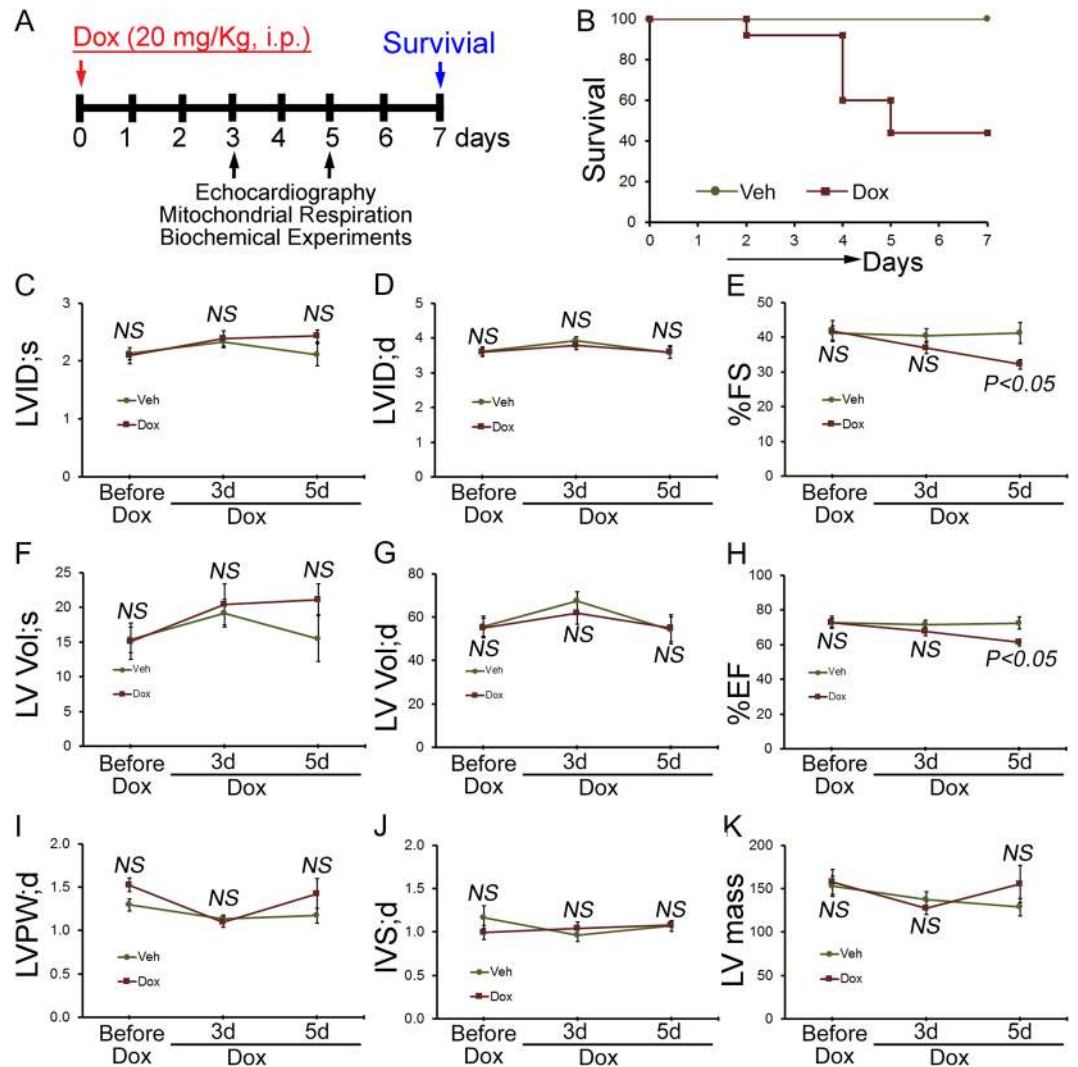 A
Dox (20 mg/Kg, i.p.)
Survivial
0 1 2 3 4 5 6 7 days
Echocardiography
Mitochondrial Respiration
Biochemical Experiments
B
Survival
100
80
60
40
20
0
Veh Dox
0 1 2 3 4 5 6 7
Days
C
LVID;s
3
2
1
0
NS NS NS
Veh
Dox
Before 3d 5d
Dox Dox
D
LVID;d
5
4
3
2
1
0
NS NS NS
Veh
Dox
Before 3d 5d
Dox Dox
E
%FS
50
40
30
20
10
0
NS NS P<0.05
Veh
Dox
Before 3d 5d
Dox Dox
F
LV Vol;s
25
20
15
10
5
0
NS NS NS
Veh
Dox
Before 3d 5d
Dox Dox
G
LV Vol;d
80
60
40
20
0
NS NS NS
Veh
Dox
Before 3d 5d
Dox Dox
H
%EF
100
80
60
40
20
0
NS NS P<0.05
Veh
Dox
Before 3d 5d
Dox Dox
I
LVPW;d
2.0
1.5
1.0
0.5
0.0
NS NS NS
Veh
Dox
Before 3d 5d
Dox Dox
J
IVS;d
2.0
1.5
1.0
0.5
0.0
NS NS NS
Veh
Dox
Before 3d 5d
Dox Dox
K
LV mass
200
150
100
50
0
NS NS NS
Veh
Dox
Before 3d 5d
Dox Dox